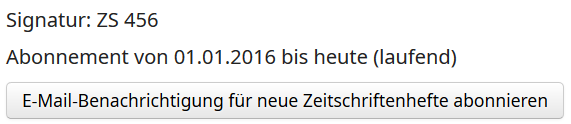 Signatur: ZS 456
Abonnement von 01.01.2016 bis heute (laufend)
E-Mail-Benachrichtigung für neue Zeitschriftenhefte abonnieren